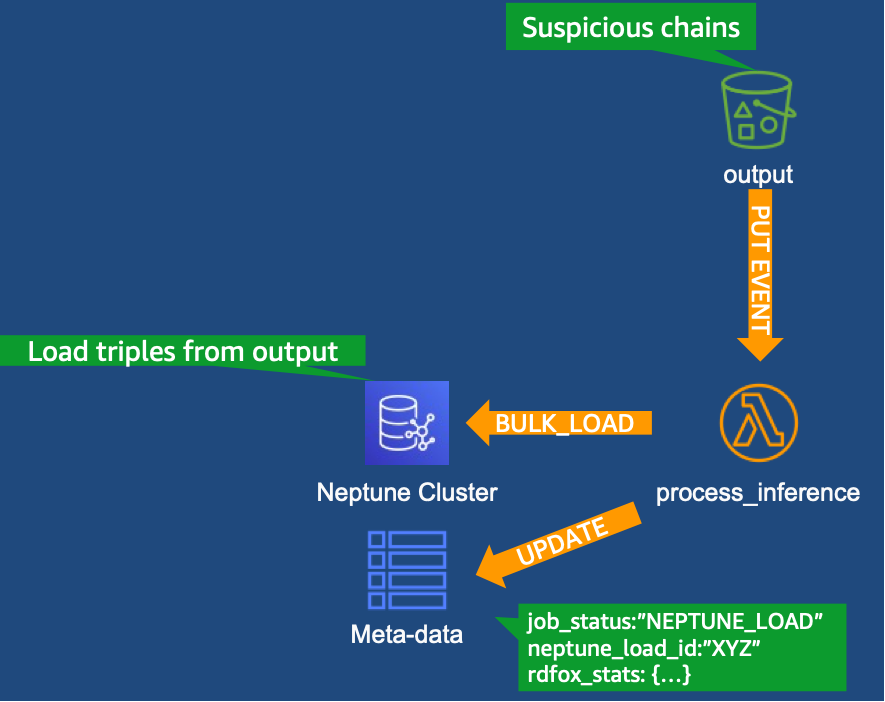 Suspicious chains
output
PUT EVENT
Load triples from output
BULK_LOAD
Neptune Cluster
process_inference
UPDATE
Meta-data
job_status:”NEPTUNE_LOAD”
neptune_load_id:”XYZ”
rdfox_stats: {...}